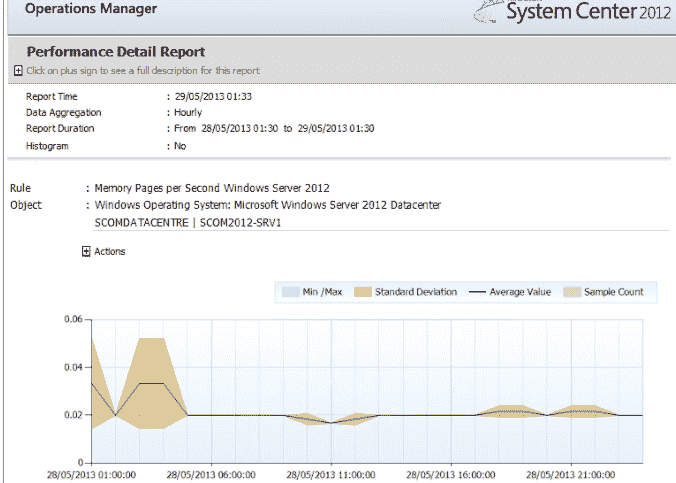 Operations Manager
System Center 2012
Performance Detail Report
Click on plus sign to see a full description for this report
Report Time : 29/05/2013 01:33
Data Aggregation : Hourly
Report Duration : From 28/05/2013 01:30 to 29/05/2013 01:30
Histogram : No
Rule : Memory Pages per Second Windows Server 2012
Object : Windows Operating System: Microsoft Windows Server 2012 Datacenter
SCOMDATACENTRE | SCOM2012-SRV1
Actions
Min /Max Standard Deviation Average Value Sample Count
0.06
0.04
0.02
0
28/05/2013 01:00:00 28/05/2013 06:00:00 28/05/2013 11:00:00 28/05/2013 16:00:00 28/05/2013 21:00:00